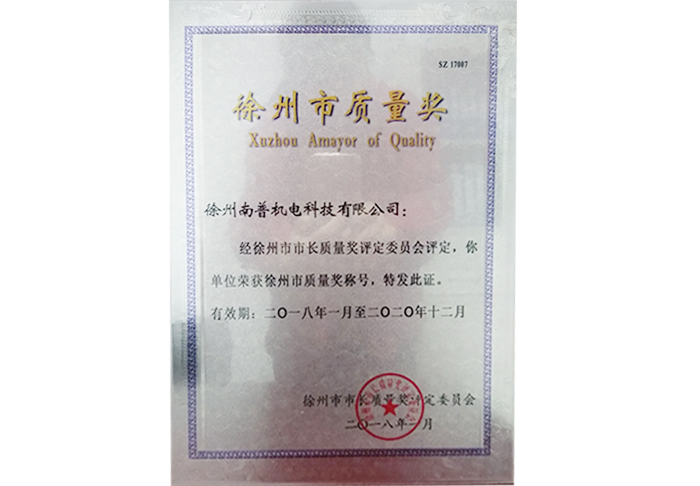 SZ 17007
徐州市质量奖
Xuzhou Amayor of Quality
徐州南普机电科技有限公司：
经徐州市市长质量奖评定委员会评定，你
单位荣获徐州市质量奖称号，特发此证。
有效期：二〇一八年一月至二〇二〇年十二月
徐州市市长质量奖评定委员会
二〇一八年一月